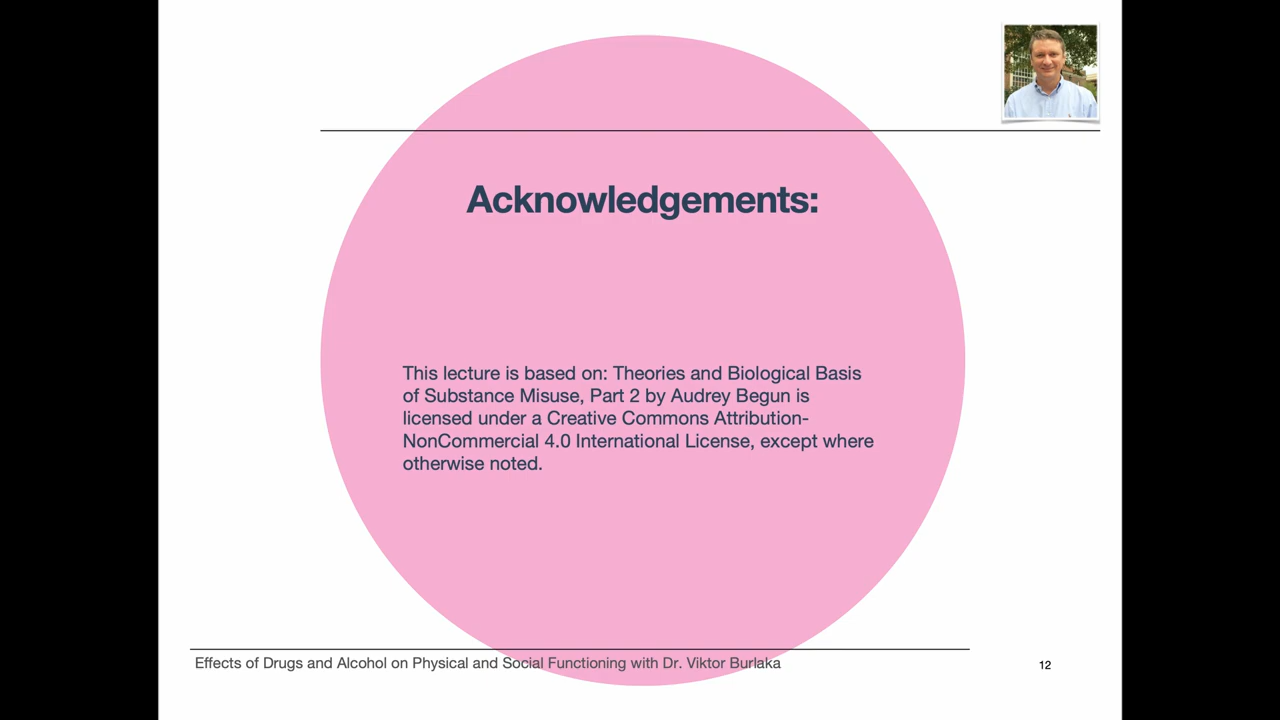 Acknowledgements:
This lecture is based on: Theories and Biological Basis
of Substance Misuse, Part 2 by Audrey Begun is
licensed under a Creative Commons Attribution-
NonCommercial 4.0 International License, except where
otherwise noted.
Effects of Drugs and Alcohol on Physical and Social Functioning with Dr. Viktor Burlaka
12